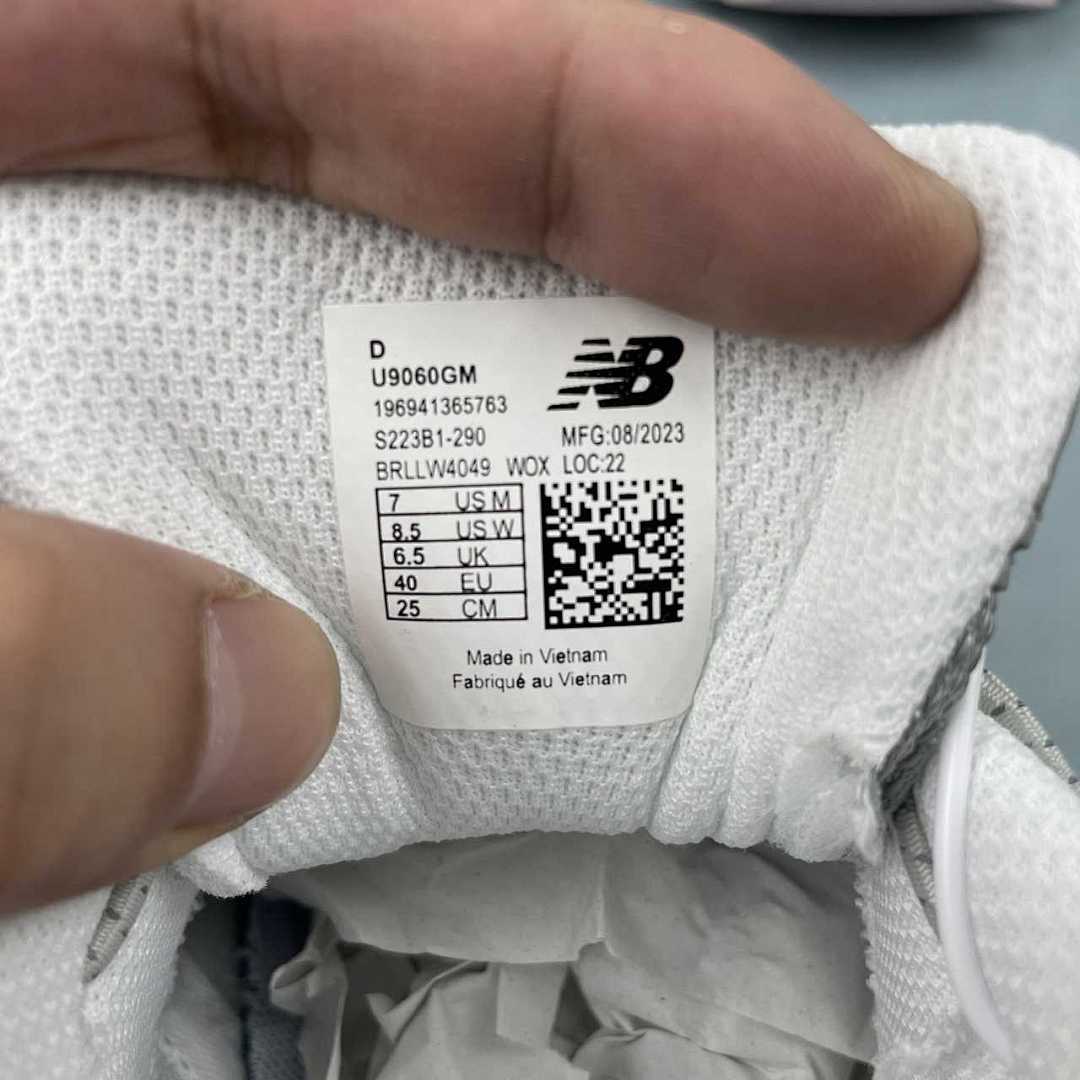 D
U9060GM
196941365763
S223B1-290 MFG:08/2023
BRLLW4049 WOX LOC:22
NB
7 US M
8.5 US W
6.5 UK
40 EU
25 CM
Made in Vietnam
Fabriqué au Vietnam